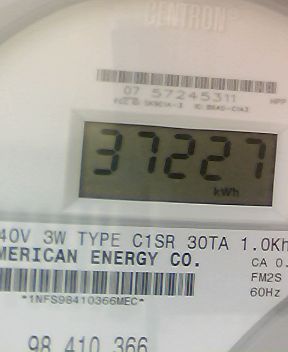 CENTRON®
07 57245311
HPP
37227
kWh
40V 3W TYPE C1SR 30TA 1.0Kh
MERICAN ENERGY CO.
CA 0.
FM2S
60Hz
*1NFS98410366MEC*
98 410 366